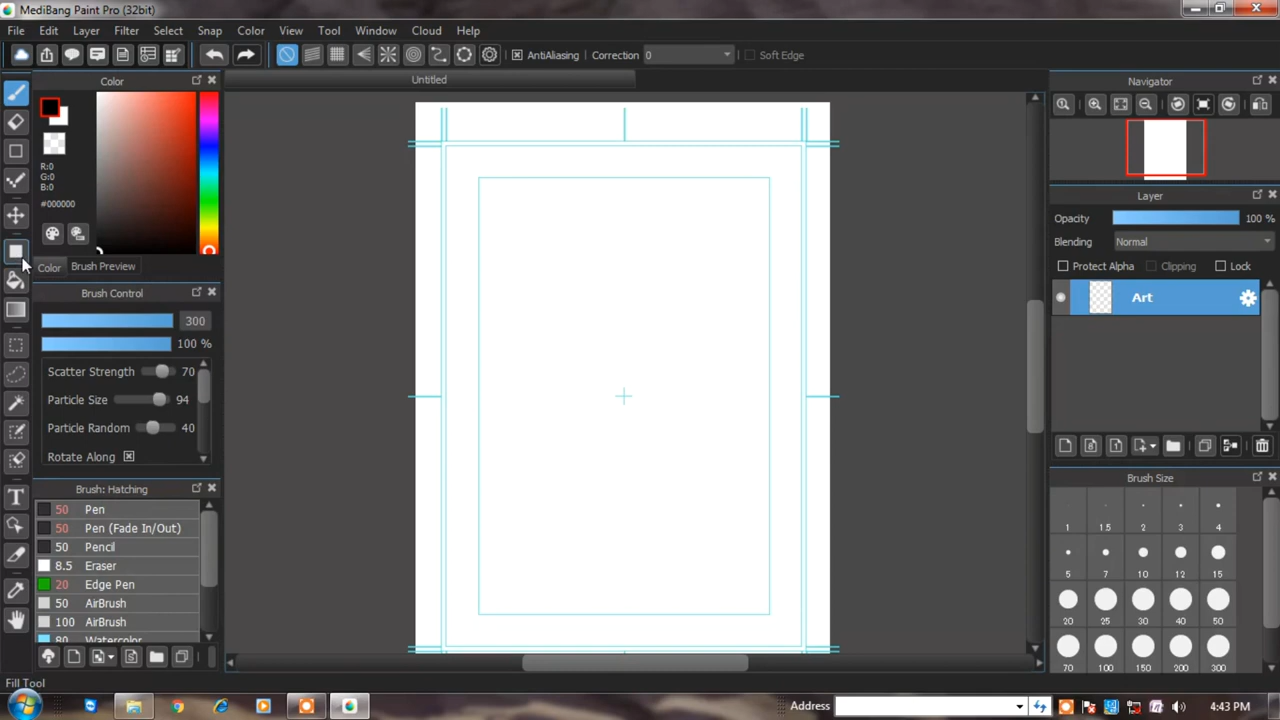 MediBang Paint Pro (32bit)
File Edit Layer Filter Select Snap Color View Tool Window Cloud Help
AntiAliasing Correction 0 Soft Edge
Color
Untitled
Navigator
R:0
G:0
B:0
#000000
Color Brush Preview
Layer
Opacity 100 %
Blending Normal
Protect Alpha Clipping Lock
Art
Brush Control
300
100 %
Scatter Strength 70
Particle Size 94
Particle Random 40
Rotate Along
Brush: Hatching
50 Pen
50 Pen (Fade In/Out)
50 Pencil
8.5 Eraser
20 Edge Pen
50 AirBrush
100 AirBrush
80 Watercolor
Brush Size
1 1.5 2 3 4
5 7 10 12 15
20 25 30 40 50
70 100 150 200 300
Fill Tool
Address
4:43 PM